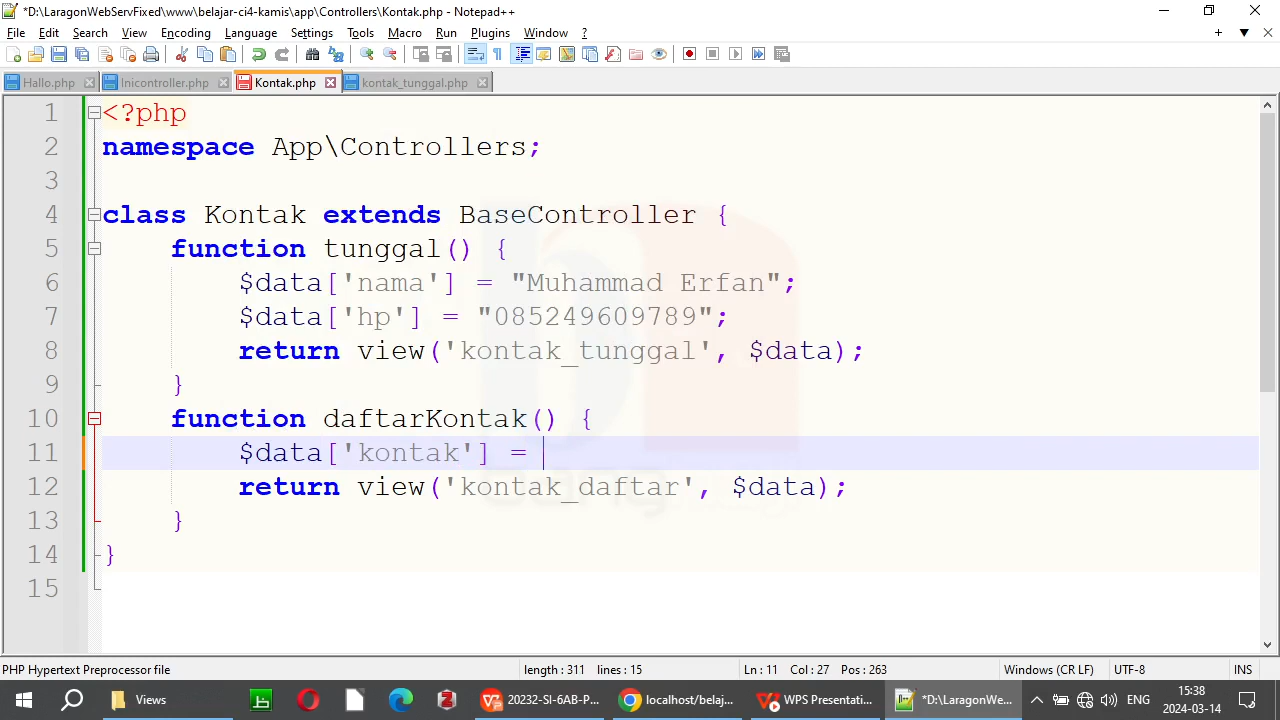 *D:\LaragonWebServFixed\www\belajar-ci4-kamis\app\Controllers\Kontak.php - Notepad++
File Edit Search View Encoding Language Settings Tools Macro Run Plugins Window ?
Hallo.php Inicontroller.php Kontak.php kontak_tunggal.php
1 <?php
2 namespace App\Controllers;
3
4 class Kontak extends BaseController {
5 function tunggal() {
6 $data['nama'] = "Muhammad Erfan";
7 $data['hp'] = "085249609789";
8 return view('kontak_tunggal', $data);
9 }
10 function daftarKontak() {
11 $data['kontak'] =
12 return view('kontak_daftar', $data);
13 }
14 }
15
PHP Hypertext Preprocessor file length : 311 lines : 15 Ln : 11 Col : 27 Pos : 263 Windows (CR LF) UTF-8 INS
Views 20232-SI-6AB-P... localhost/belaj... WPS Presentati... *D:\LaragonWe... ENG 15:38
2024-03-14